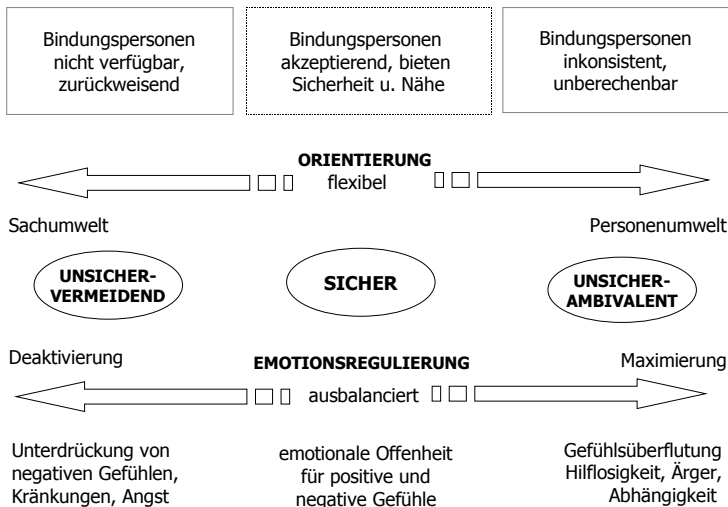 Bindungspersonen
nicht verfügbar,
zurückweisend
Bindungspersonen
akzeptierend, bieten
Sicherheit u. Nähe
Bindungspersonen
inkonsistent,
unberechenbar
ORIENTIERUNG
flexibel
Sachumwelt
Personenumwelt
UNSICHER-
VERMEIDEND
SICHER
UNSICHER-
AMBIVALENT
Deaktivierung
EMOTIONSREGULIERUNG
Maximierung
ausbalanciert
Unterdrückung von
negativen Gefühlen,
Kränkungen, Angst
emotionale Offenheit
für positive und
negative Gefühle
Gefühlsüberflutung
Hilflosigkeit, Ärger,
Abhängigkeit